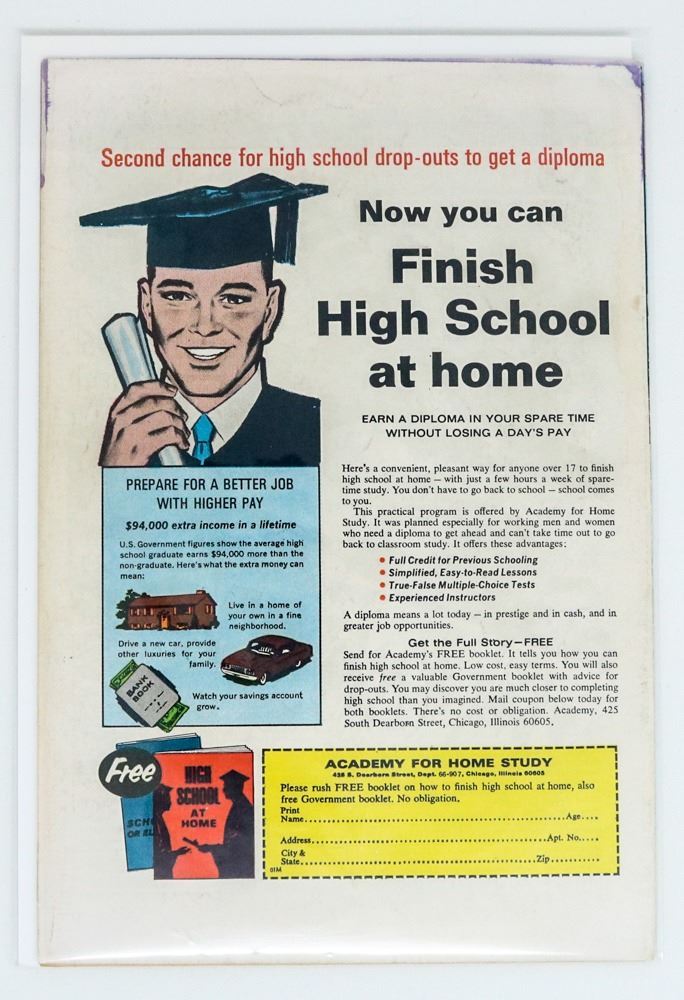 Second chance for high school drop-outs to get a diploma
Now you can
Finish
High School
at home
EARN A DIPLOMA IN YOUR SPARE TIME
WITHOUT LOSING A DAY'S PAY
PREPARE FOR A BETTER JOB
WITH HIGHER PAY
$94,000 extra income in a lifetime
U.S. Government figures show the average high
school graduate earns $94,000 more than the
non-graduate. Here's what the extra money can
mean:
Live in a home of
your own in a fine
neighborhood.
Drive a new car, provide
other luxuries for your
family.
BANK
BOOK
Watch your savings account
grow.
Here's a convenient, pleasant way for anyone over 17 to finish
high school at home — with just a few hours a week of spare-
time study. You don't have to go back to school — school comes
to you.
This practical program is offered by Academy for Home
Study. It was planned especially for working men and women
who need a diploma to get ahead and can't take time out to go
back to classroom study. It offers these advantages:
• Full Credit for Previous Schooling
• Simplified, Easy-to-Read Lessons
• True-False Multiple-Choice Tests
• Experienced Instructors
A diploma means a lot today — in prestige and in cash, and in
greater job opportunities.
Get the Full Story—FREE
Send for Academy's FREE booklet. It tells you how you can
finish high school at home. Low cost, easy terms. You will also
receive free a valuable Government booklet with advice for
drop-outs. You may discover you are much closer to completing
high school than you imagined. Mail coupon below today for
both booklets. There's no cost or obligation. Academy, 425
South Dearborn Street, Chicago, Illinois 60605.
Free
SCHO
OR EL
HIGH
SCHOOL
AT
HOME
ACADEMY FOR HOME STUDY
425 S. Dearborn Street, Dept. 66-907, Chicago, Illinois 60605
Please rush FREE booklet on how to finish high school at home, also
free Government booklet. No obligation.
Print
Name Age
Address Apt. No.
City &
State Zip
01M